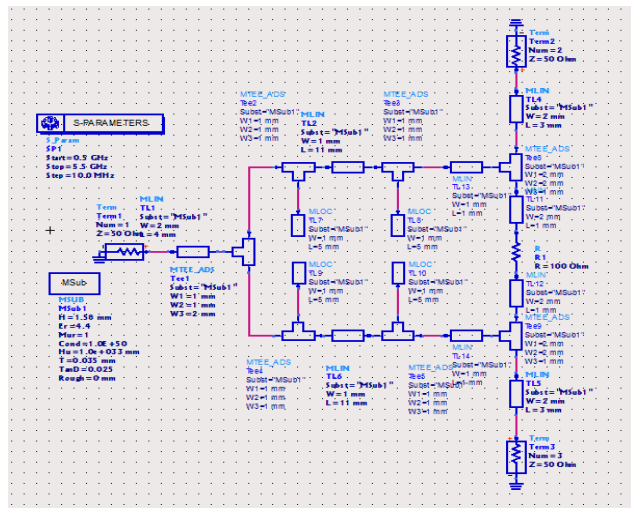 Term
Term2
Num=2
Z=50 Ohm
S-PARAMETERS
S_Param
SP1
Start=0.5 GHz
Stop=5.5 GHz
Step=10.0 MHz
MTEE_ADS
Tee2
Subst="MSub1"
W1=1 mm
W2=1 mm
W3=1 mm
MLIN
TL2
Subst="MSub1"
W=1 mm
L=11 mm
MTEE_ADS
Tee3
Subst="MSub1"
W1=1 mm
W2=1 mm
W3=1 mm
MLIN
TL4
Subst="MSub1"
W=2 mm
L=3 mm
MTEE_ADS
Subst="MSub1"
W1=2 mm
W2=2 mm
W3=1 mm
MLIN
TL13
Subst="MSub1"
W=1 mm
L=1 mm
TL11
Subst="MSub1"
W=2 mm
L=1 mm
Term
Term1
Num=1
Z=50 Ohm
MLIN
TL1
Subst="MSub1"
W=2 mm
L=4 mm
MLOC
TL7
Subst="MSub1"
W=1 mm
L=5 mm
MLOC
TL8
Subst="MSub1"
W=1 mm
L=5 mm
R
R1
R=100 Ohm
MTEE_ADS
Tee1
Subst="MSub1"
W1=1 mm
W2=1 mm
W3=2 mm
MLOC
TL9
Subst="MSub1"
W=1 mm
L=5 mm
MLOC
TL10
Subst="MSub1"
W=1 mm
L=5 mm
MLIN
TL12
Subst="MSub1"
W=2 mm
L=1 mm
MSub
MSUB
MSub1
H=1.58 mm
Er=4.4
Mur=1
Cond=1.0E+50
Hu=1.0e+033 mm
T=0.035 mm
TanD=0.025
Rough=0 mm
MTEE_ADS
Tee9
Subst="MSub1"
W1=2 mm
W2=2 mm
W3=1 mm
MTEE_ADS
Tee4
Subst="MSub1"
W1=1 mm
W2=1 mm
W3=1 mm
MLIN
TL6
Subst="MSub1"
W=1 mm
L=11 mm
MTEE_ADS
Subst="MSub1"
W1=1 mm
W2=1 mm
W3=1 mm
MLIN
TL14
Subst="MSub1"
W=1 mm
L=1 mm
MLIN
TL5
Subst="MSub1"
W=2 mm
L=3 mm
Term
Term3
Num=3
Z=50 Ohm